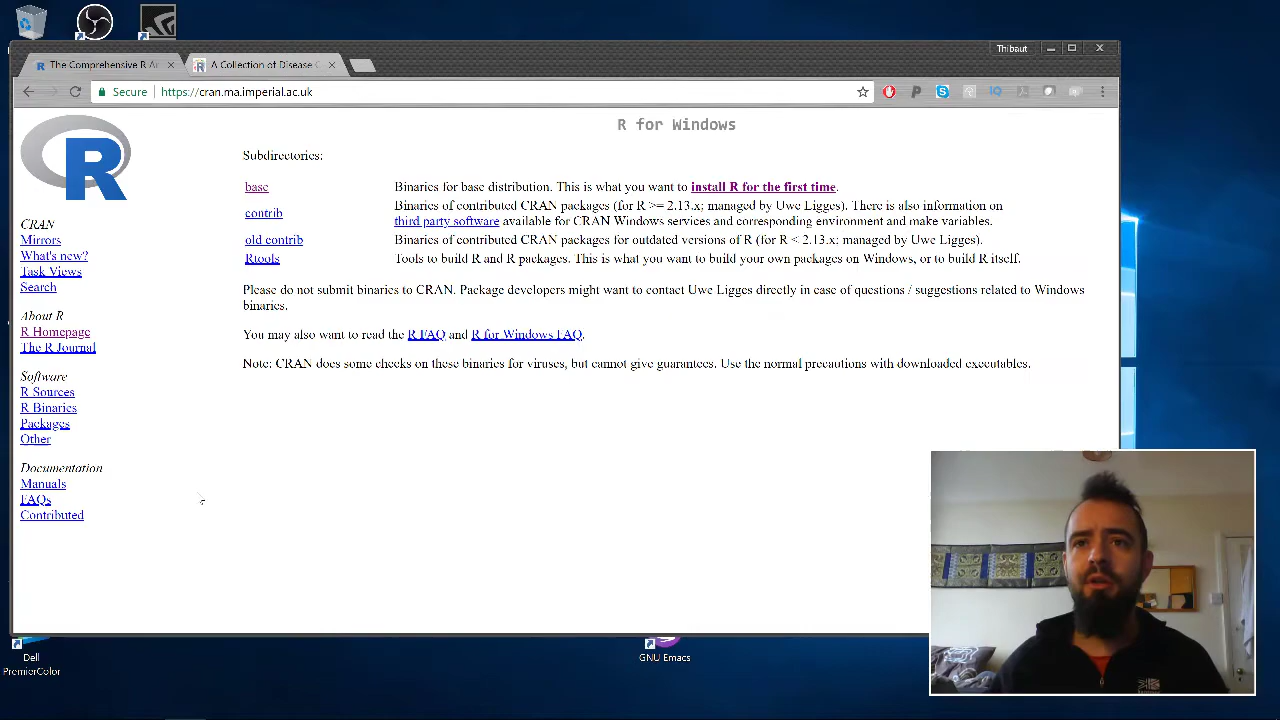 Thibaut
The Comprehensive R Ar
A Collection of Disease O
Secure
https://cran.ma.imperial.ac.uk
R
CRAN
Mirrors
What's new?
Task Views
Search
About R
R Homepage
The R Journal
Software
R Sources
R Binaries
Packages
Other
Documentation
Manuals
FAQs
Contributed
R for Windows
Subdirectories:
base Binaries for base distribution. This is what you want to install R for the first time.
contrib Binaries of contributed CRAN packages (for R >= 2.13.x; managed by Uwe Ligges). There is also information on
third party software available for CRAN Windows services and corresponding environment and make variables.
old contrib Binaries of contributed CRAN packages for outdated versions of R (for R < 2.13.x; managed by Uwe Ligges).
Rtools Tools to build R and R packages. This is what you want to build your own packages on Windows, or to build R itself.
Please do not submit binaries to CRAN. Package developers might want to contact Uwe Ligges directly in case of questions / suggestions related to Windows
binaries.
You may also want to read the R FAQ and R for Windows FAQ.
Note: CRAN does some checks on these binaries for viruses, but cannot give guarantees. Use the normal precautions with downloaded executables.
Dell
PremierColor
GNU Emacs